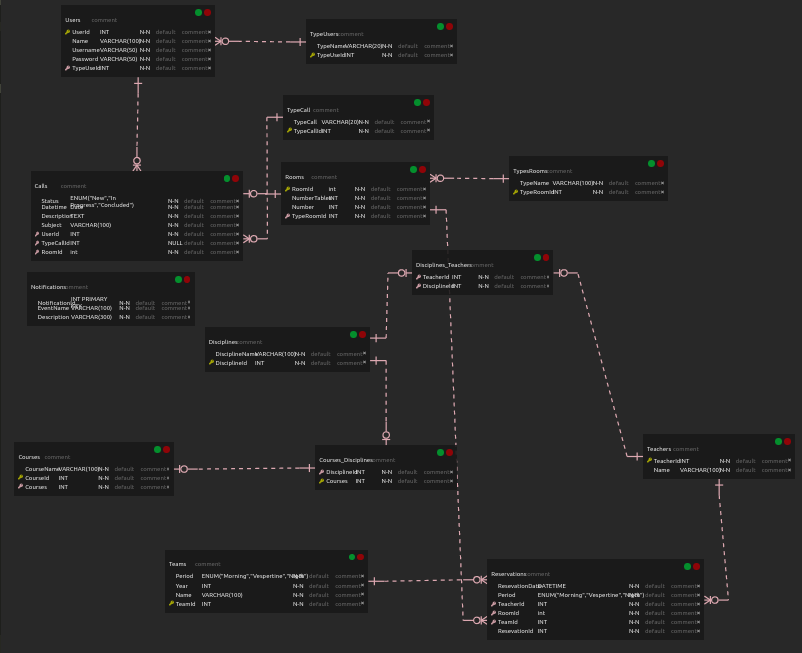 Users comment
UserId INT N-N default comment
Name VARCHAR(100) N-N default comment
Username VARCHAR(50) N-N default comment
Password VARCHAR(50) N-N default comment
TypeUseId INT N-N default comment
TypeUsers comment
TypeName VARCHAR(20) N-N default comment
TypeUseId INT N-N default comment
TypeCall comment
TypeCall VARCHAR(20) N-N default comment
TypeCallId INT N-N default comment
Rooms comment
RoomId int N-N default comment
NumberTable INT N-N default comment
Number INT N-N default comment
TypeRoomId INT N-N default comment
TypesRooms comment
TypeName VARCHAR(100) N-N default comment
TypeRoomId INT N-N default comment
Calls comment
Status ENUM("New","In Progress","Concluded") N-N default comment
Datetime Date N-N default comment
Description TEXT N-N default comment
Subject VARCHAR(100) N-N default comment
UserId INT N-N default comment
TypeCallId INT NULL default comment
RoomId int N-N default comment
Disciplines_Teachers comment
TeacherId INT N-N default comment
DisciplineId INT N-N default comment
Notifications comment
NotificationId INT PRIMARY N-N default comment
EventName VARCHAR(100) N-N default comment
Description VARCHAR(300) N-N default comment
Disciplines comment
DisciplineName VARCHAR(100) N-N default comment
DisciplineId INT N-N default comment
Courses comment
CourseName VARCHAR(100) N-N default comment
CourseId INT N-N default comment
Courses INT N-N default comment
Courses_Disciplines comment
DisciplineId INT N-N default comment
Courses INT N-N default comment
Teachers comment
TeacherId INT N-N default comment
Name VARCHAR(100) N-N default comment
Teams comment
Period ENUM("Morning","Vespertine","Night") N-N default comment
Year INT N-N default comment
Name VARCHAR(100) N-N default comment
TeamId INT N-N default comment
Reservations comment
ResevationDate DATETIME N-N default comment
Period ENUM("Morning","Vespertine","Night") N-N default comment
TeacherId INT N-N default comment
RoomId int N-N default comment
TeamId INT N-N default comment
ResevationId INT N-N default comment